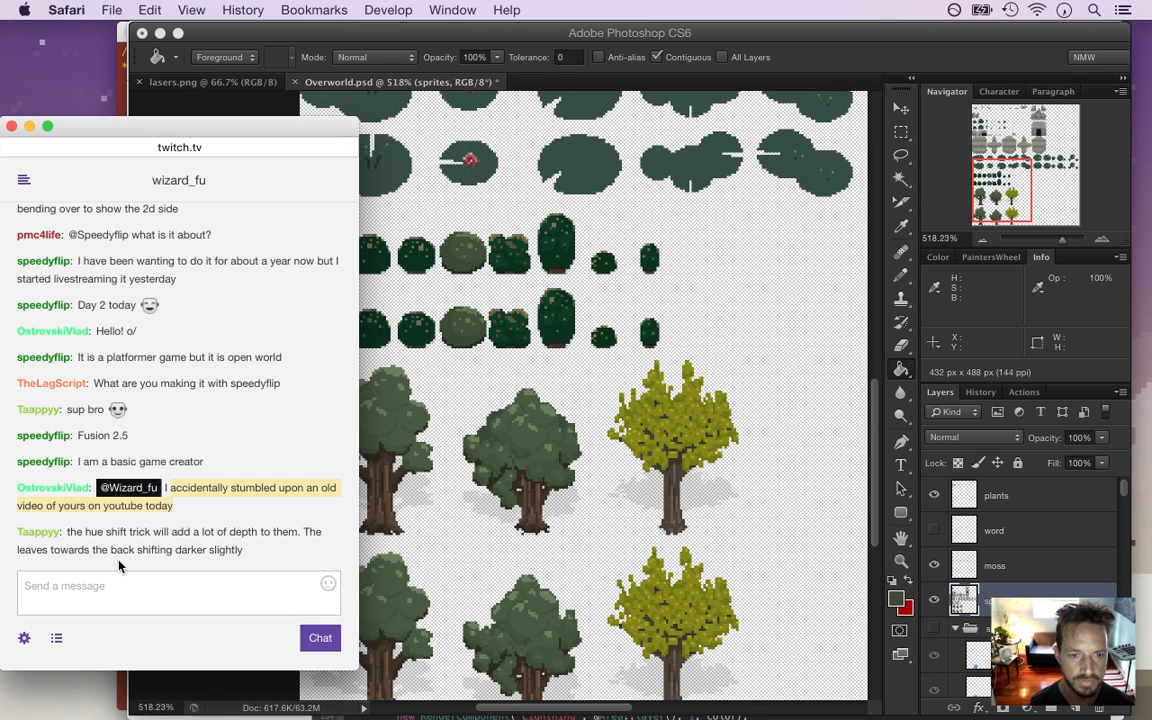 Safari File Edit View History Bookmarks Develop Window Help
Adobe Photoshop CS6
Foreground Mode: Normal Opacity: 100% Tolerance: 0 Anti-alias Contiguous All Layers NMW
× lasers.png @ 66.7% (RGB/8) × Overworld.psd @ 518% (sprites, RGB/8*) *
Navigator Character Paragraph
518.23%
Color PaintersWheel Info
H: S: B: Op: 100%
X: Y: W: H:
432 px x 488 px (144 ppi)
Layers History Actions
Kind
Normal Opacity: 100%
Lock: Fill: 100%
plants
word
moss
twitch.tv
wizard_fu
bending over to show the 2d side
pmc4life: @Speedyflip what is it about?
speedyflip: I have been wanting to do it for about a year now but I
started livestreaming it yesterday
speedyflip: Day 2 today
OstrovskiVlad: Hello! o/
speedyflip: It is a platformer game but it is open world
TheLagScript: What are you making it with speedyflip
Taappyy: sup bro
speedyflip: Fusion 2.5
speedyflip: I am a basic game creator
OstrovskiVlad: @Wizard_fu I accidentally stumbled upon an old
video of yours on youtube today
Taappyy: the hue shift trick will add a lot of depth to them. The
leaves towards the back shifting darker slightly
Send a message
Chat
518.23% Doc: 617.6K/63.2M